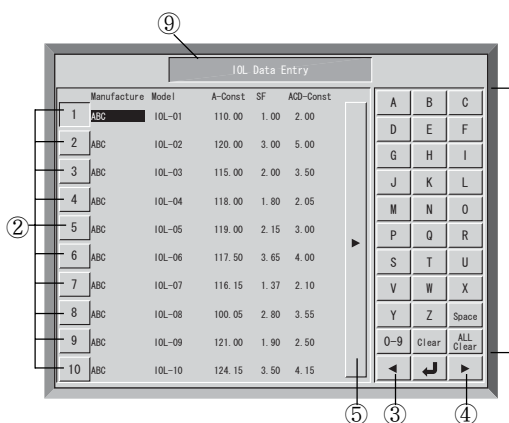 ⑨
IOL Data Entry
Manufacture Model A-Const SF ACD-Const
1 ABC IOL-01 110.00 1.00 2.00
2 ABC IOL-02 120.00 3.00 5.00
3 ABC IOL-03 115.00 2.00 3.50
4 ABC IOL-04 118.00 1.80 2.05
5 ABC IOL-05 119.00 2.15 3.00
6 ABC IOL-06 117.50 3.65 4.00
7 ABC IOL-07 116.15 1.37 2.10
8 ABC IOL-08 100.05 2.80 3.55
9 ABC IOL-09 121.00 1.90 2.50
10 ABC IOL-10 124.15 3.50 4.15
②
▶
A B C
D E F
G H I
J K L
M N O
P Q R
S T U
V W X
Y Z Space
0-9 Clear ALL Clear
◀ ↵ ▶
⑤ ③ ④